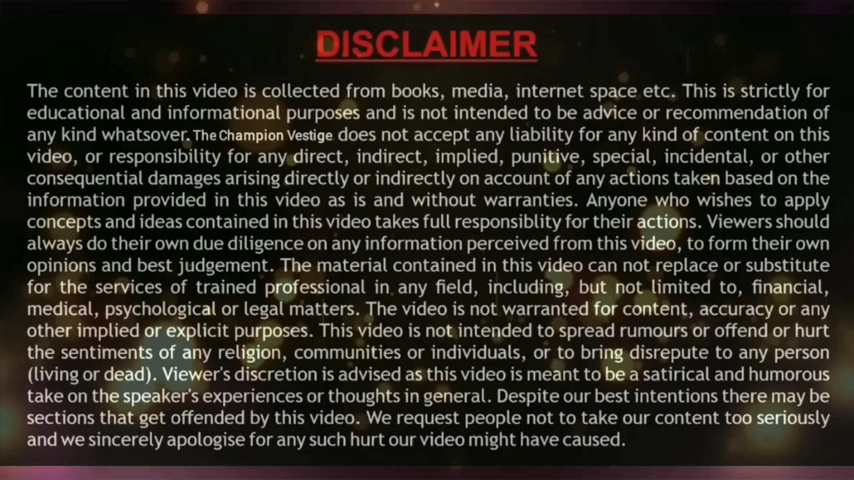 DISCLAIMER
The content in this video is collected from books, media, internet space etc. This is strictly for
educational and informational purposes and is not intended to be advice or recommendation of
any kind whatsover. The Champion Vestige does not accept any liability for any kind of content on this
video, or responsibility for any direct, indirect, implied, punitive, special, incidental, or other
consequential damages arising directly or indirectly on account of any actions taken based on the
information provided in this video as is and without warranties. Anyone who wishes to apply
concepts and ideas contained in this video takes full responsiblity for their actions. Viewers should
always do their own due diligence on any information perceived from this video, to form their own
opinions and best judgement. The material contained in this video can not replace or substitute
for the services of trained professional in any field, including, but not limited to, financial,
medical, psychological or legal matters. The video is not warranted for content, accuracy or any
other implied or explicit purposes. This video is not intended to spread rumours or offend or hurt
the sentiments of any religion, communities or individuals, or to bring disrepute to any person
(living or dead). Viewer's discretion is advised as this video is meant to be a satirical and humorous
take on the speaker's experiences or thoughts in general. Despite our best intentions there may be
sections that get offended by this video. We request people not to take our content too seriously
and we sincerely apologise for any such hurt our video might have caused.